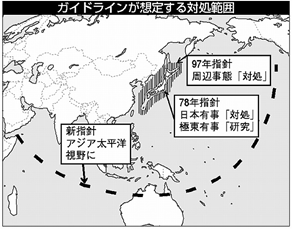 ガイドラインが想定する対処範囲
97年指針
周辺事態「対処」
78年指針
日本有事「対処」
極東有事「研究」
新指針
アジア太平洋
視野に